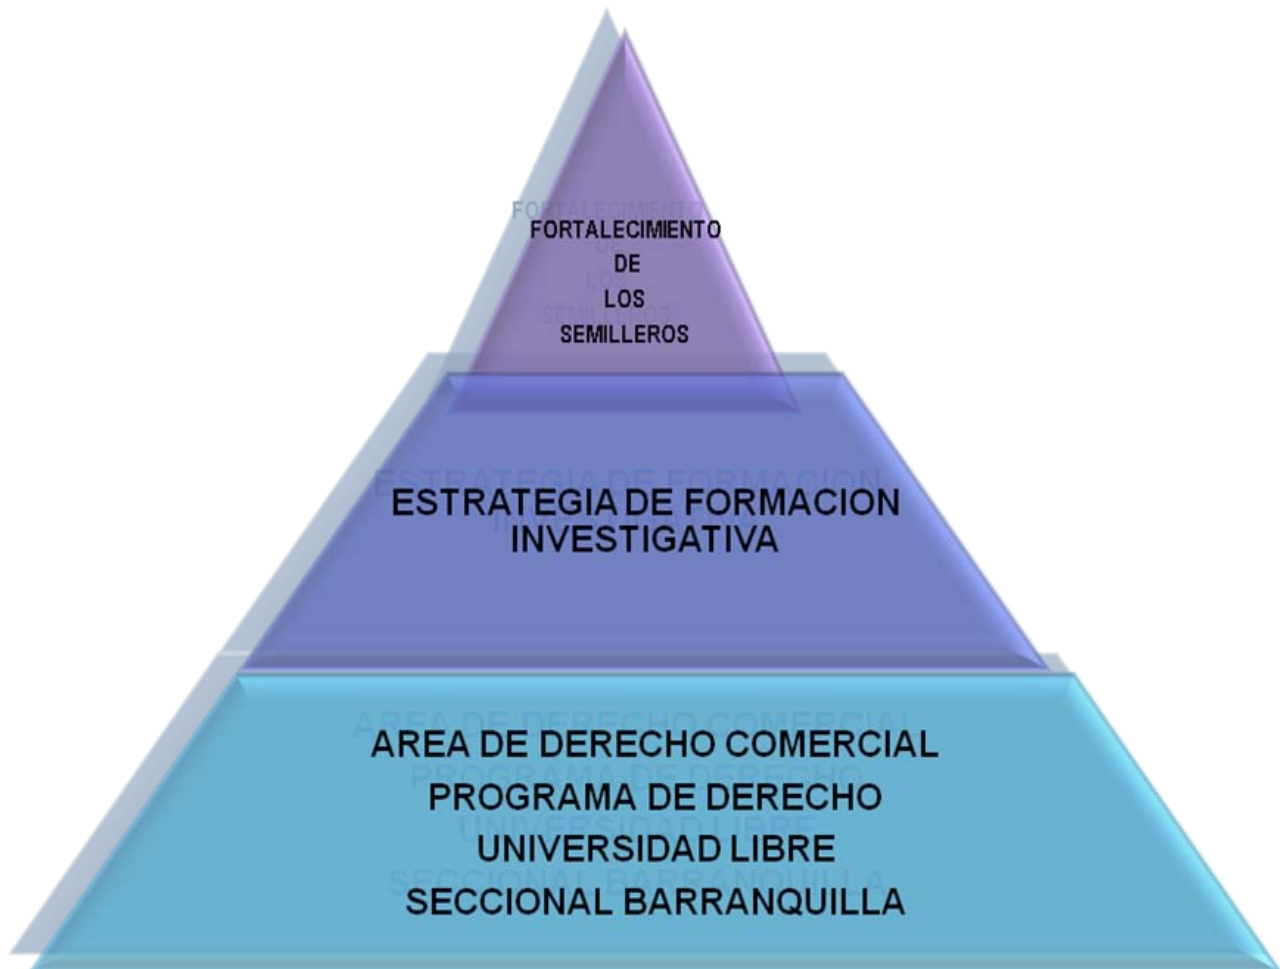 FORTALECIMIENTO
DE
LOS
SEMILLEROS
ESTRATEGIA DE FORMACION
INVESTIGATIVA
AREA DE DERECHO COMERCIAL
PROGRAMA DE DERECHO
UNIVERSIDAD LIBRE
SECCIONAL BARRANQUILLA